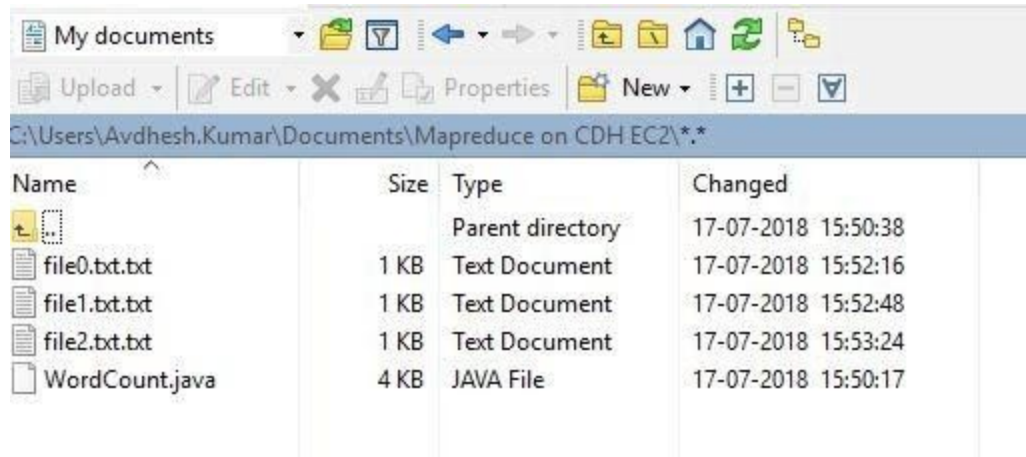 My documents
Upload Edit Properties New
C:\Users\Avdhesh.Kumar\Documents\Mapreduce on CDH EC2\*.*
Name Size Type Changed
.. Parent directory 17-07-2018 15:50:38
file0.txt.txt 1 KB Text Document 17-07-2018 15:52:16
file1.txt.txt 1 KB Text Document 17-07-2018 15:52:48
file2.txt.txt 1 KB Text Document 17-07-2018 15:53:24
WordCount.java 4 KB JAVA File 17-07-2018 15:50:17